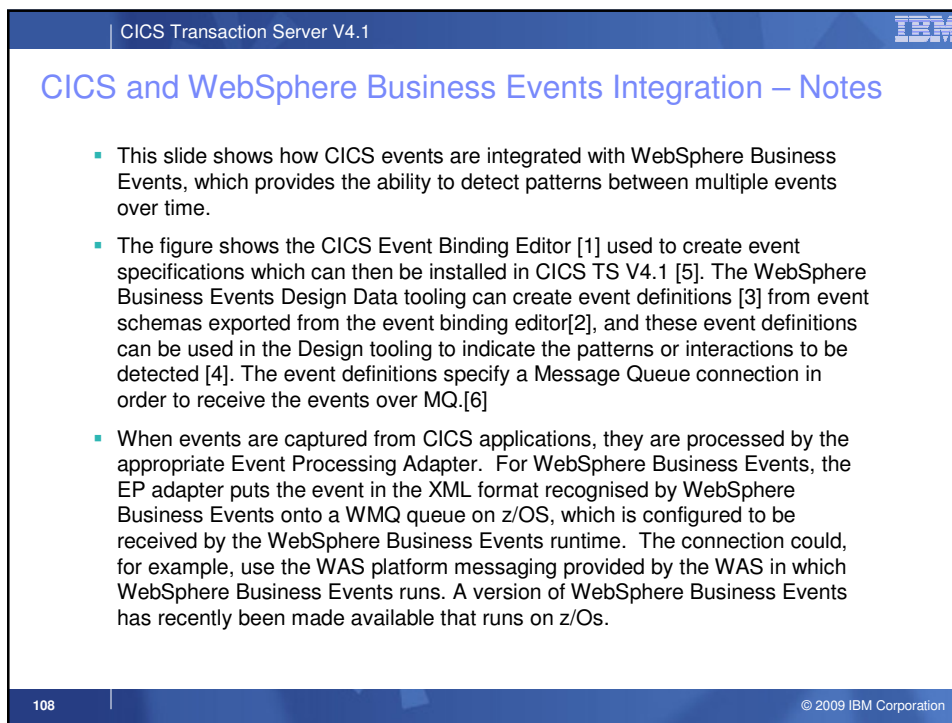 CICS Transaction Server V4.1
IBM
CICS and WebSphere Business Events Integration – Notes
▪ This slide shows how CICS events are integrated with WebSphere Business
Events, which provides the ability to detect patterns between multiple events
over time.
▪ The figure shows the CICS Event Binding Editor [1] used to create event
specifications which can then be installed in CICS TS V4.1 [5]. The WebSphere
Business Events Design Data tooling can create event definitions [3] from event
schemas exported from the event binding editor[2], and these event definitions
can be used in the Design tooling to indicate the patterns or interactions to be
detected [4]. The event definitions specify a Message Queue connection in
order to receive the events over MQ.[6]
▪ When events are captured from CICS applications, they are processed by the
appropriate Event Processing Adapter. For WebSphere Business Events, the
EP adapter puts the event in the XML format recognised by WebSphere
Business Events onto a WMQ queue on z/OS, which is configured to be
received by the WebSphere Business Events runtime. The connection could,
for example, use the WAS platform messaging provided by the WAS in which
WebSphere Business Events runs. A version of WebSphere Business Events
has recently been made available that runs on z/Os.
108
© 2009 IBM Corporation